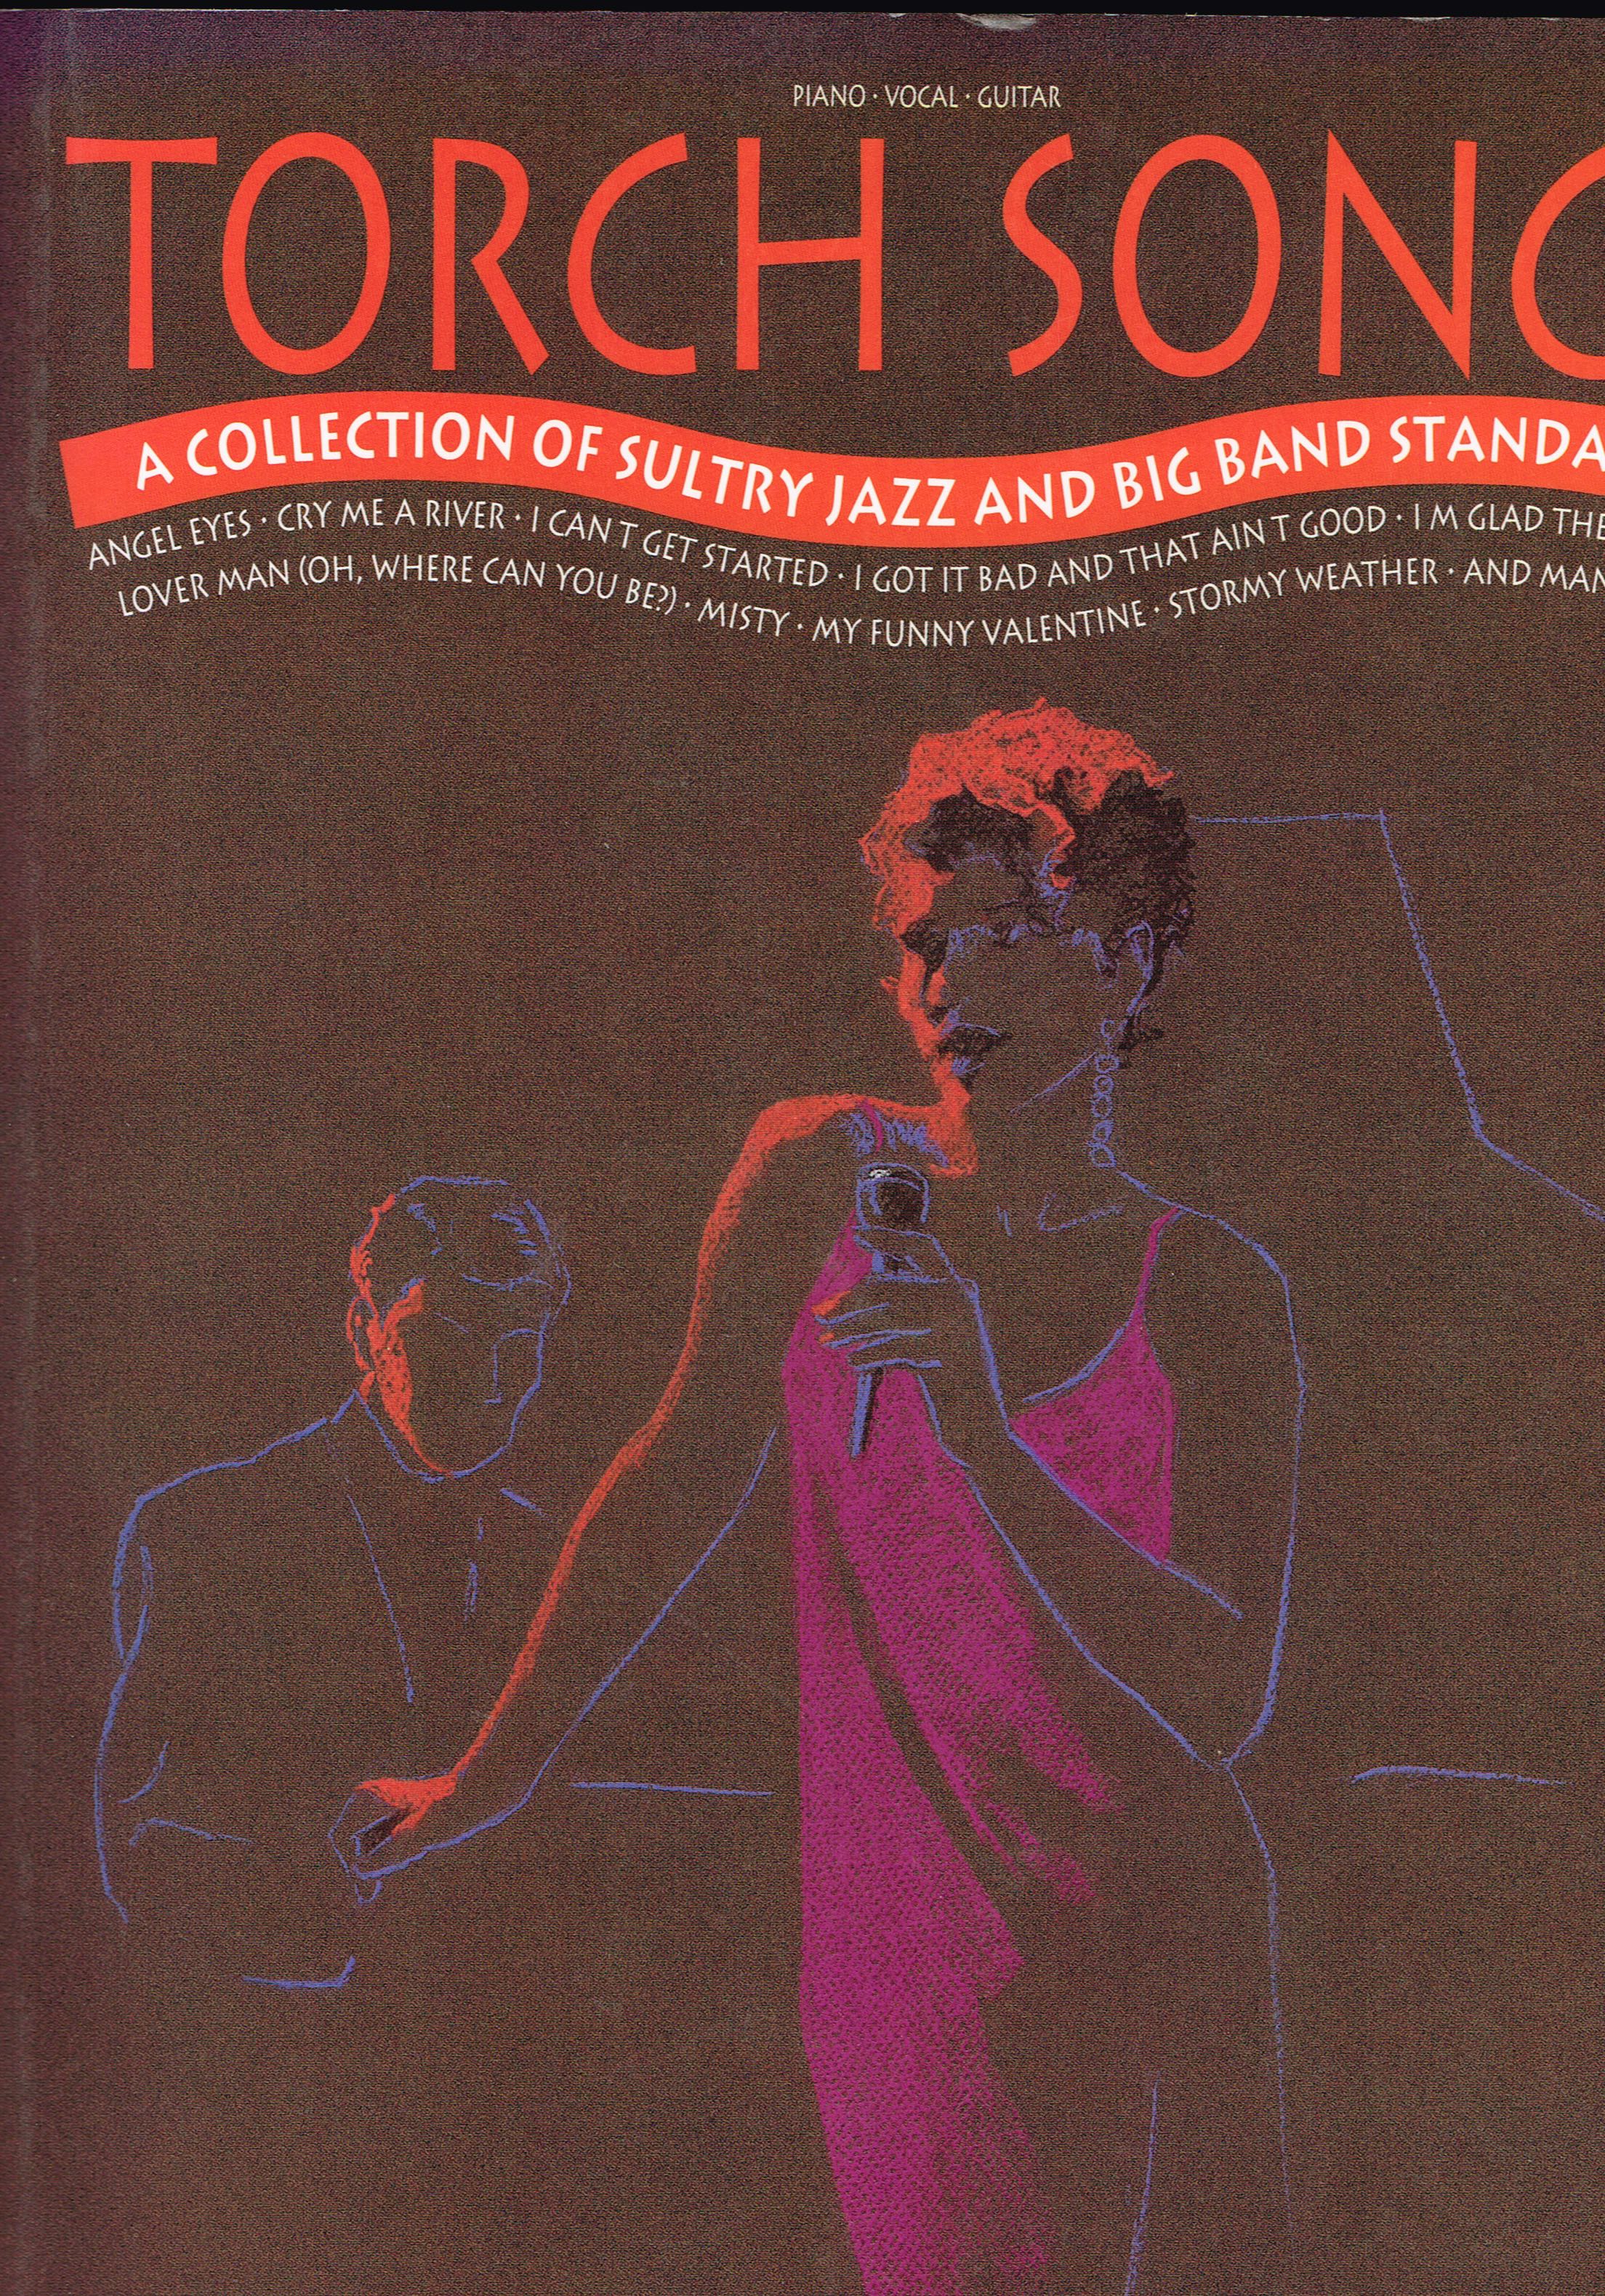 PIANO · VOCAL · GUITAR
TORCH SONG
A COLLECTION OF SULTRY JAZZ AND BIG BAND STANDA
ANGEL EYES · CRY ME A RIVER · I CAN T GET STARTED · I GOT IT BAD AND THAT AIN T GOOD · I M GLAD THE
LOVER MAN (OH, WHERE CAN YOU BE?) · MISTY · MY FUNNY VALENTINE · STORMY WEATHER · AND MAN